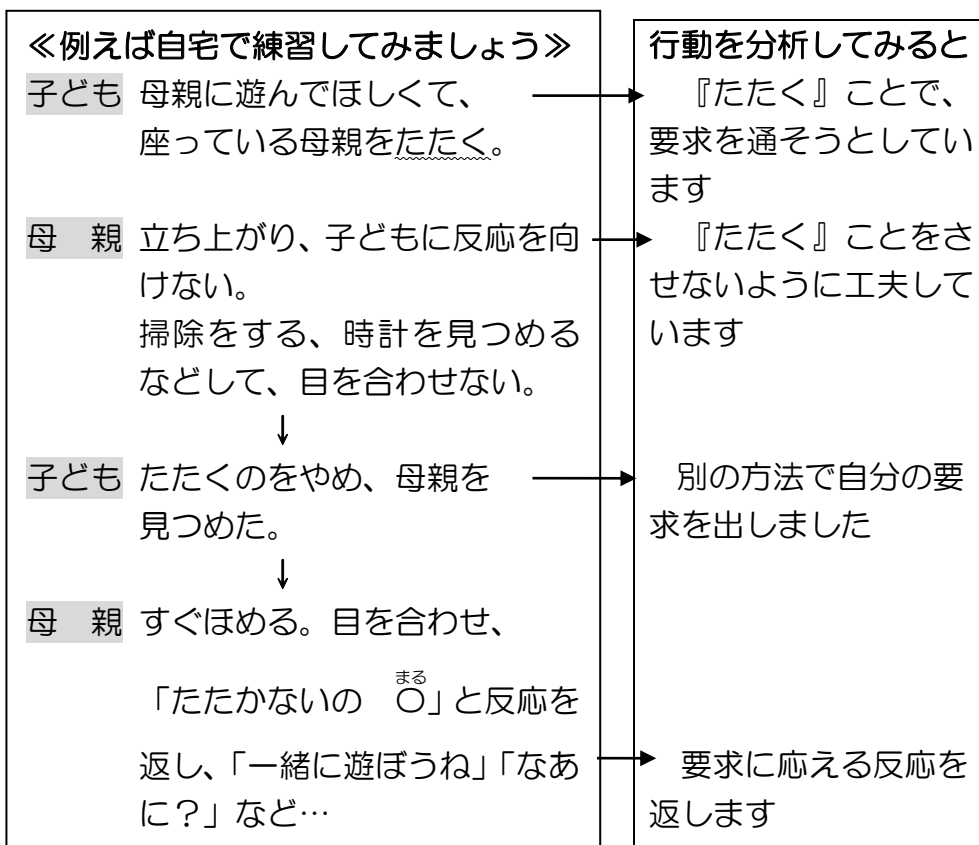 ≪例えば自宅で練習してみましょう≫
子ども 母親に遊んでほしくて、
座っている母親をたたく。
母 親 立ち上がり、子どもに反応を向
けない。
掃除をする、時計を見つめる
などして、目を合わせない。
↓
子ども たたくのをやめ、母親を
見つめた。
↓
母 親 すぐほめる。目を合わせ、
まる
「たたかないの ○」と反応を
返し、「一緒に遊ぼうね」「なあ
に?」など…
行動を分析してみると
『たたく』ことで、
要求を通そうとしてい
ます
『たたく』ことをさ
せないように工夫して
います
別の方法で自分の要
求を出しました
要求に応える反応を
返します